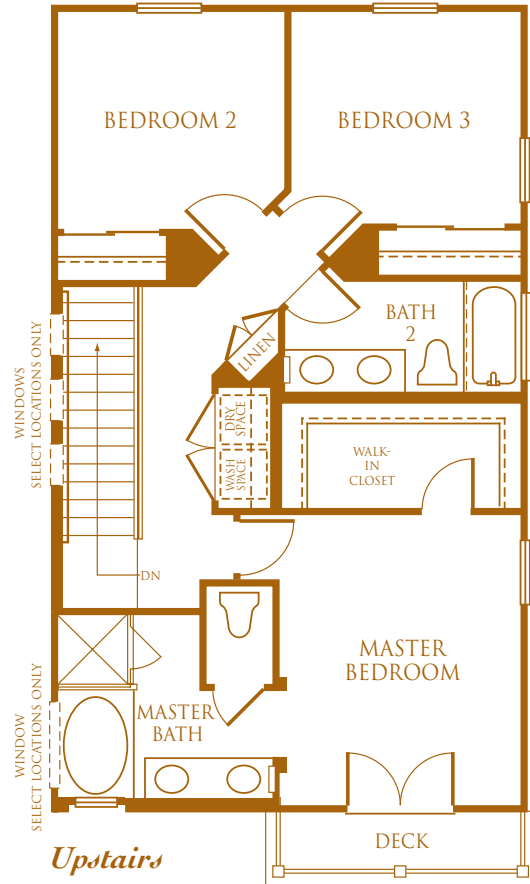 BEDROOM 2
BEDROOM 3
BATH
2
LINEN
WINDOWS
SELECT LOCATIONS ONLY
DRY
SPACE
WASH
SPACE
WALK-
IN
CLOSET
DN
MASTER
BEDROOM
MASTER
BATH
WINDOW
SELECT LOCATIONS ONLY
DECK
Upstairs